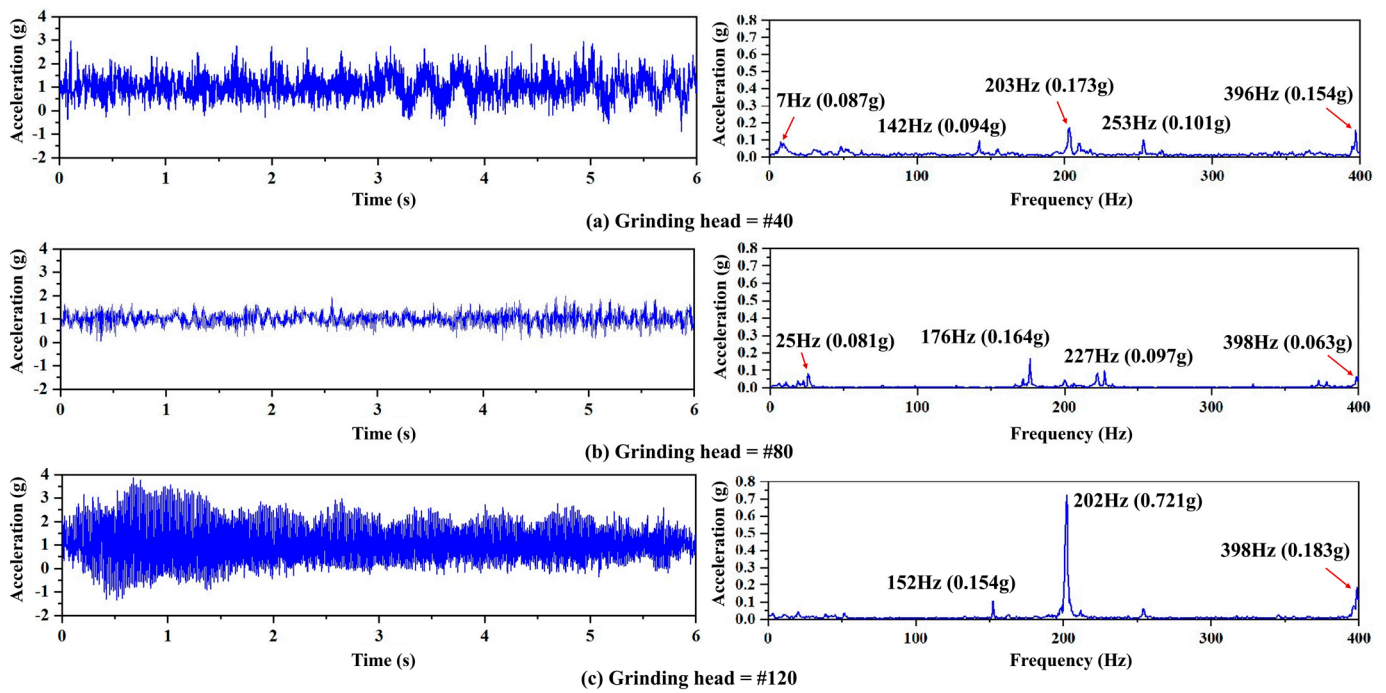 Acceleration (g)
4
3
2
1
0
-1
-2
0 1 2 3 4 5 6
Time (s)
Acceleration (g)
0.8
0.7
0.6
0.5
0.4
0.3
0.2
0.1
0.0
7Hz (0.087g)
142Hz (0.094g)
203Hz (0.173g)
253Hz (0.101g)
396Hz (0.154g)
0 100 200 300 400
Frequency (Hz)
(a) Grinding head = #40
Acceleration (g)
4
3
2
1
0
-1
-2
0 1 2 3 4 5 6
Time (s)
Acceleration (g)
0.8
0.7
0.6
0.5
0.4
0.3
0.2
0.1
0.0
25Hz (0.081g)
176Hz (0.164g)
227Hz (0.097g)
398Hz (0.063g)
0 100 200 300 400
Frequency (Hz)
(b) Grinding head = #80
Acceleration (g)
4
3
2
1
0
-1
-2
0 1 2 3 4 5 6
Time (s)
Acceleration (g)
0.8
0.7
0.6
0.5
0.4
0.3
0.2
0.1
0.0
152Hz (0.154g)
202Hz (0.721g)
398Hz (0.183g)
0 100 200 300 400
Frequency (Hz)
(c) Grinding head = #120